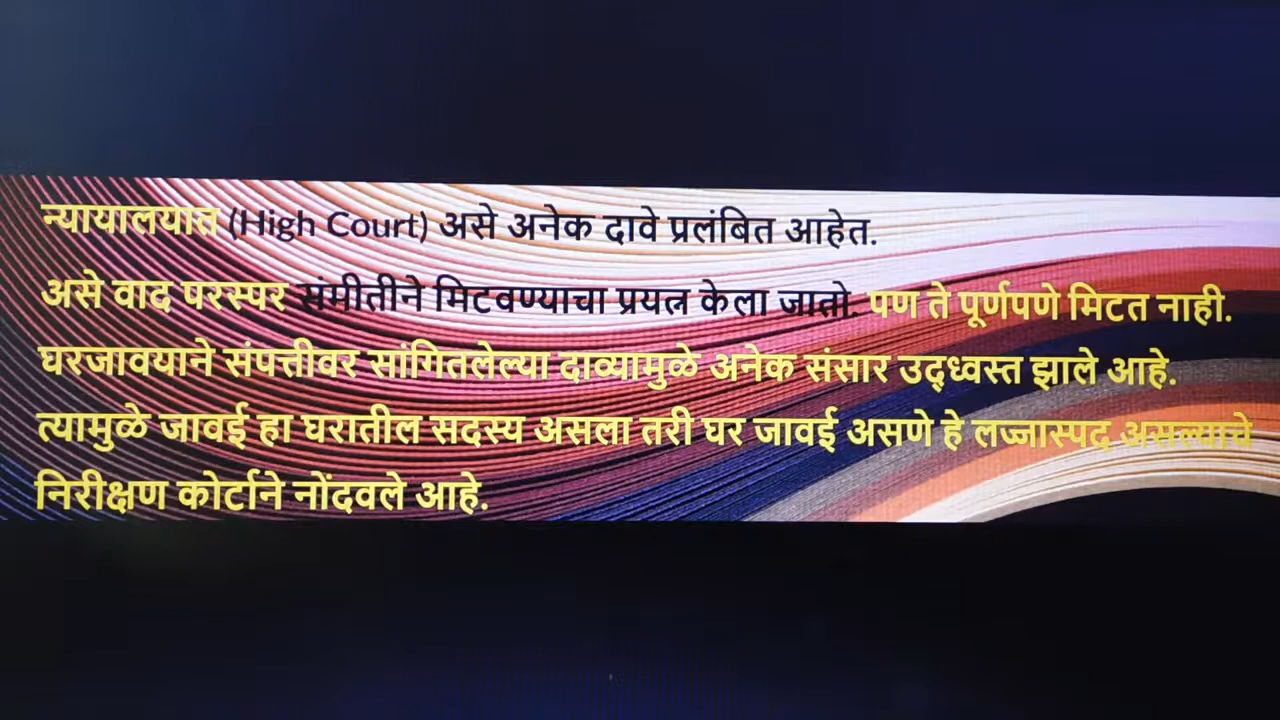 न्यायालयात (High Court) असे अनेक दावे प्रलंबित आहेत.
असे वाद परस्पर संमीतीने मिटवण्याचा प्रयत्न केला जातो. पण ते पूर्णपणे मिटत नाही.
घरजावयाने संपत्तीवर सांगितलेल्या दाव्यामुळे अनेक संसार उद्ध्वस्त झाले आहे.
त्यामुळे जावई हा घरातील सदस्य असला तरी घर जावई असणे हे लज्जास्पद असल्याचे
निरीक्षण कोर्टाने नोंदवले आहे.